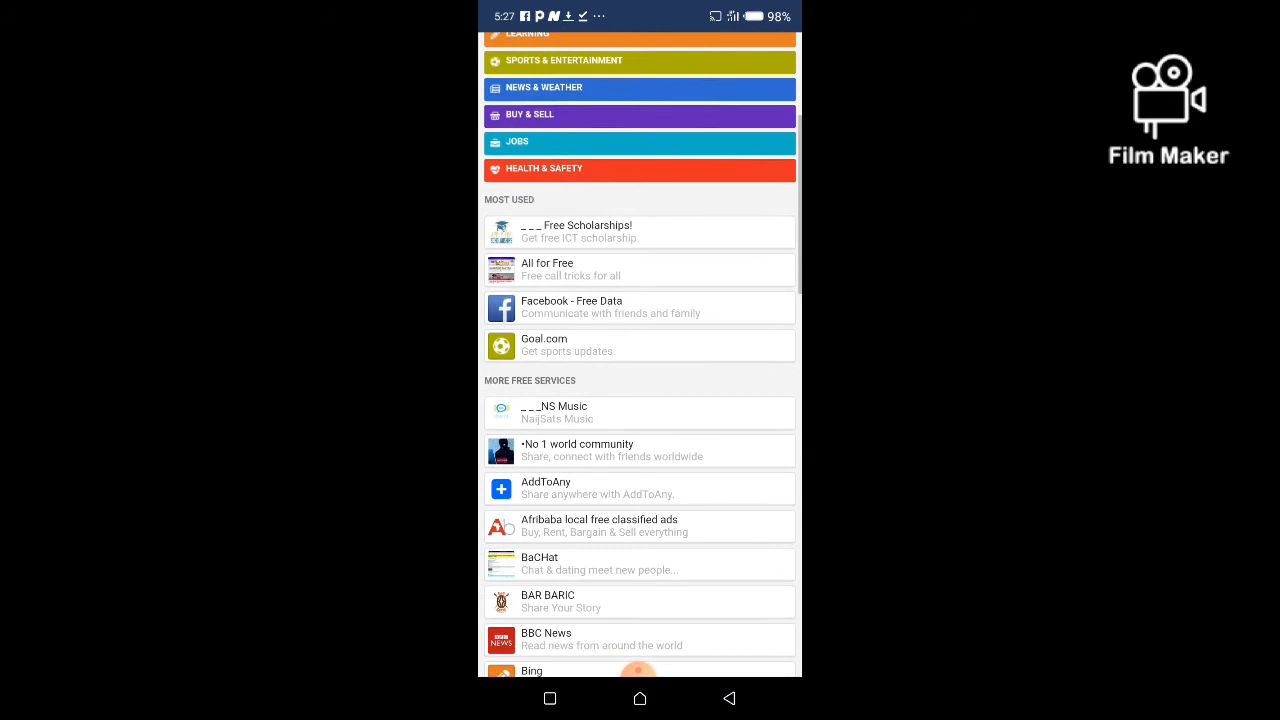 5:27
98%
LEARNING
SPORTS & ENTERTAINMENT
NEWS & WEATHER
BUY & SELL
JOBS
HEALTH & SAFETY
MOST USED
_ _ _ Free Scholarships!
Get free ICT scholarship
All for Free
Free call tricks for all
Facebook - Free Data
Communicate with friends and family
Goal.com
Get sports updates
MORE FREE SERVICES
_ _ _NS Music
NaijSats Music
•No 1 world community
Share, connect with friends worldwide
AddToAny
Share anywhere with AddToAny.
Afribaba local free classified ads
Buy, Rent, Bargain & Sell everything
BaCHat
Chat & dating meet new people...
BAR BARIC
Share Your Story
BBC News
Read news from around the world
Bing
Film Maker